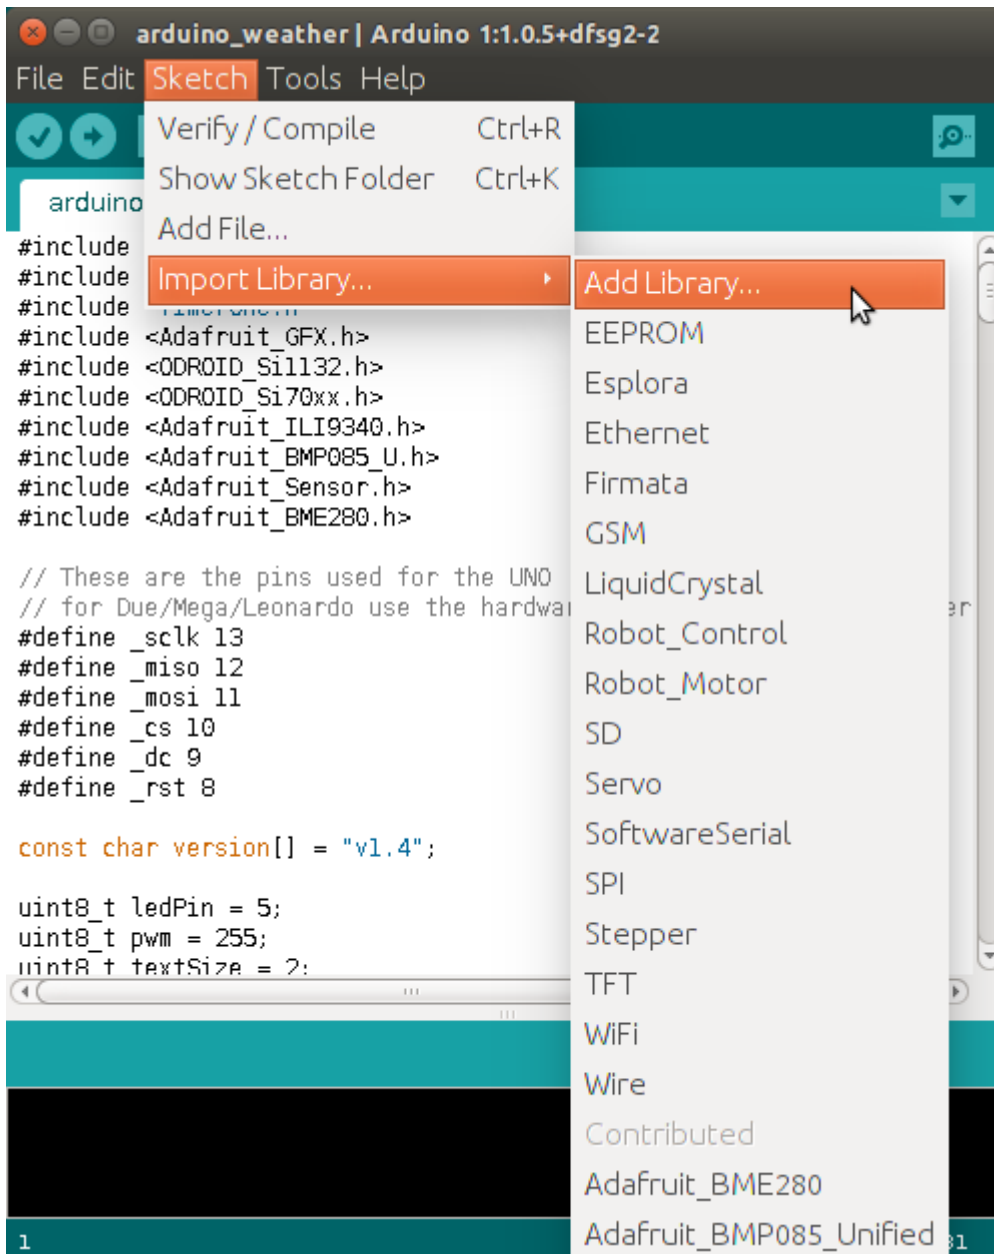 arduino_weather | Arduino 1:1.0.5+dfsg2-2
File Edit Sketch Tools Help
Verify / Compile Ctrl+R
Show Sketch Folder Ctrl+K
Add File...
Import Library...
arduino
#include
#include
#include
#include <Adafruit_GFX.h>
#include <ODROID_Si1132.h>
#include <ODROID_Si70xx.h>
#include <Adafruit_ILI9340.h>
#include <Adafruit_BMP085_U.h>
#include <Adafruit_Sensor.h>
#include <Adafruit_BME280.h>
// These are the pins used for the UNO
// for Due/Mega/Leonardo use the hardwar
#define _sclk 13
#define _miso 12
#define _mosi 11
#define _cs 10
#define _dc 9
#define _rst 8
const char version[] = "v1.4";
uint8_t ledPin = 5;
uint8_t pwm = 255;
uint8_t textSize = 2;
Add Library...
EEPROM
Esplora
Ethernet
Firmata
GSM
LiquidCrystal
Robot_Control
Robot_Motor
SD
Servo
SoftwareSerial
SPI
Stepper
TFT
WiFi
Wire
Contributed
Adafruit_BME280
Adafruit_BMP085_Unified
1